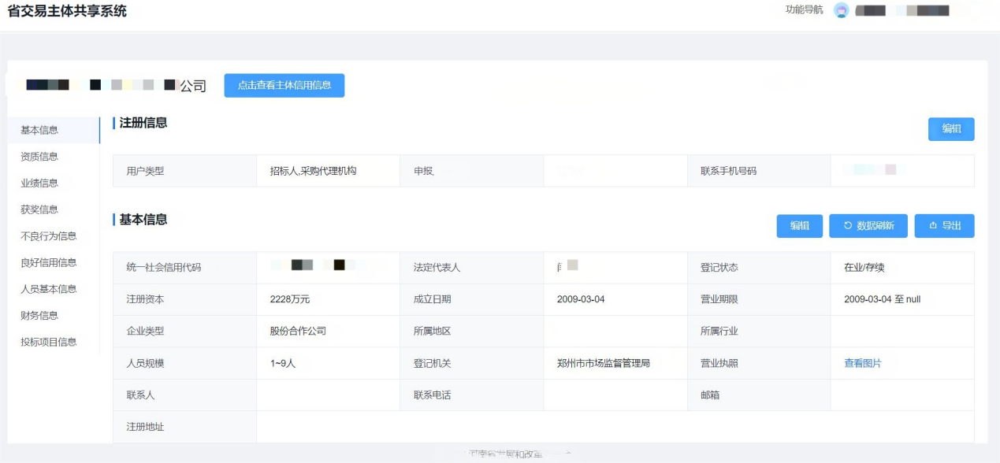 省交易主体共享系统
功能导航
公司 点击查看主体信用信息
基本信息
资质信息
业绩信息
获奖信息
不良行为信息
良好信用信息
人员基本信息
财务信息
投标项目信息
注册信息
编辑
用户类型 招标人,采购代理机构 申报 联系手机号码
基本信息
编辑 数据刷新 导出
统一社会信用代码 法定代表人 登记状态 在业/存续
注册资本 2228万元 成立日期 2009-03-04 营业期限 2009-03-04 至 null
企业类型 股份合作公司 所属地区 所属行业
人员规模 1~9人 登记机关 郑州市市场监督管理局 营业执照 查看图片
联系人 联系电话 邮箱
注册地址